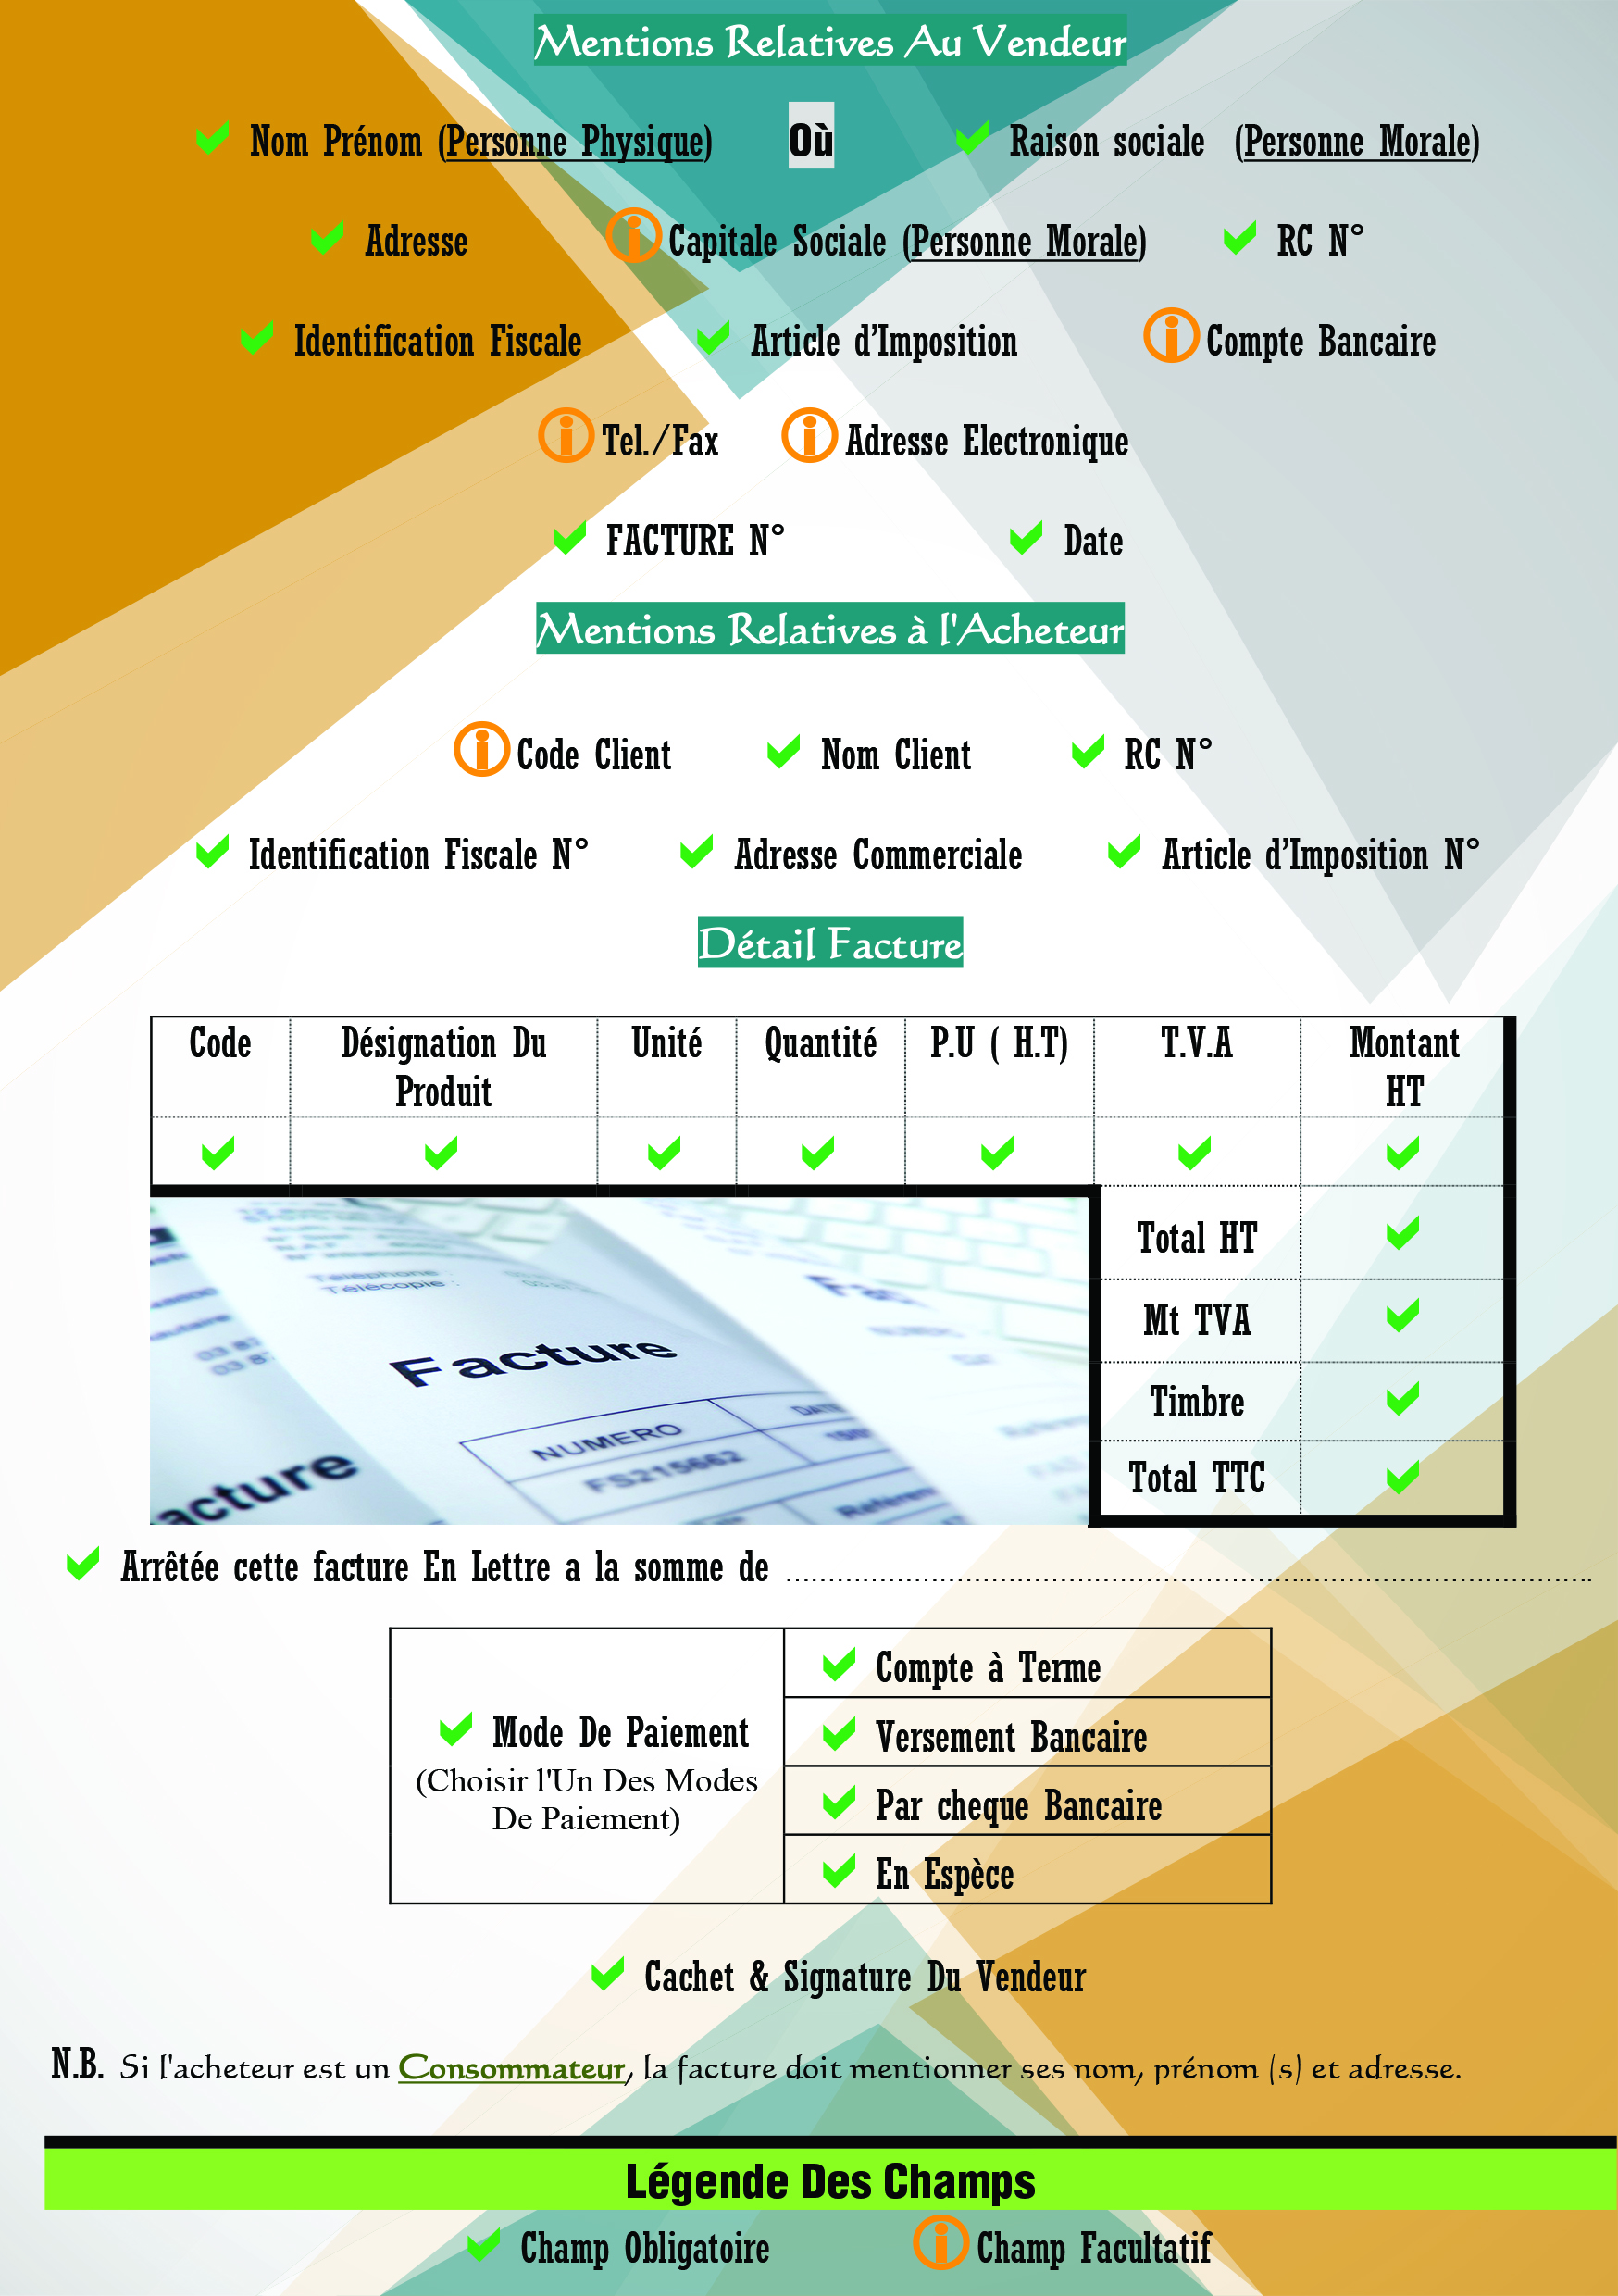 Mentions Relatives Au Vendeur
Nom Prénom (Personne Physique) Où Raison sociale (Personne Morale)
Adresse Capitale Sociale (Personne Morale) RC N°
Identification Fiscale Article d’Imposition Compte Bancaire
Tel./Fax Adresse Electronique
FACTURE N° Date
Mentions Relatives à l'Acheteur
Code Client Nom Client RC N°
Identification Fiscale N° Adresse Commerciale Article d’Imposition N°
Détail Facture
Code Désignation Du Unité Quantité P.U ( H.T) T.V.A Montant
Produit HT
Téléphone :
Télécopie :
Facture
NUMERO DATE
FS215662
acture
Total HT
Mt TVA
Timbre
Total TTC
Arrêtée cette facture En Lettre a la somme de ................................................................................
Mode De Paiement
(Choisir l'Un Des Modes
De Paiement)
Compte à Terme
Versement Bancaire
Par cheque Bancaire
En Espèce
Cachet & Signature Du Vendeur
N.B. Si l'acheteur est un Consommateur, la facture doit mentionner ses nom, prénom (s) et adresse.
Légende Des Champs
Champ Obligatoire Champ Facultatif